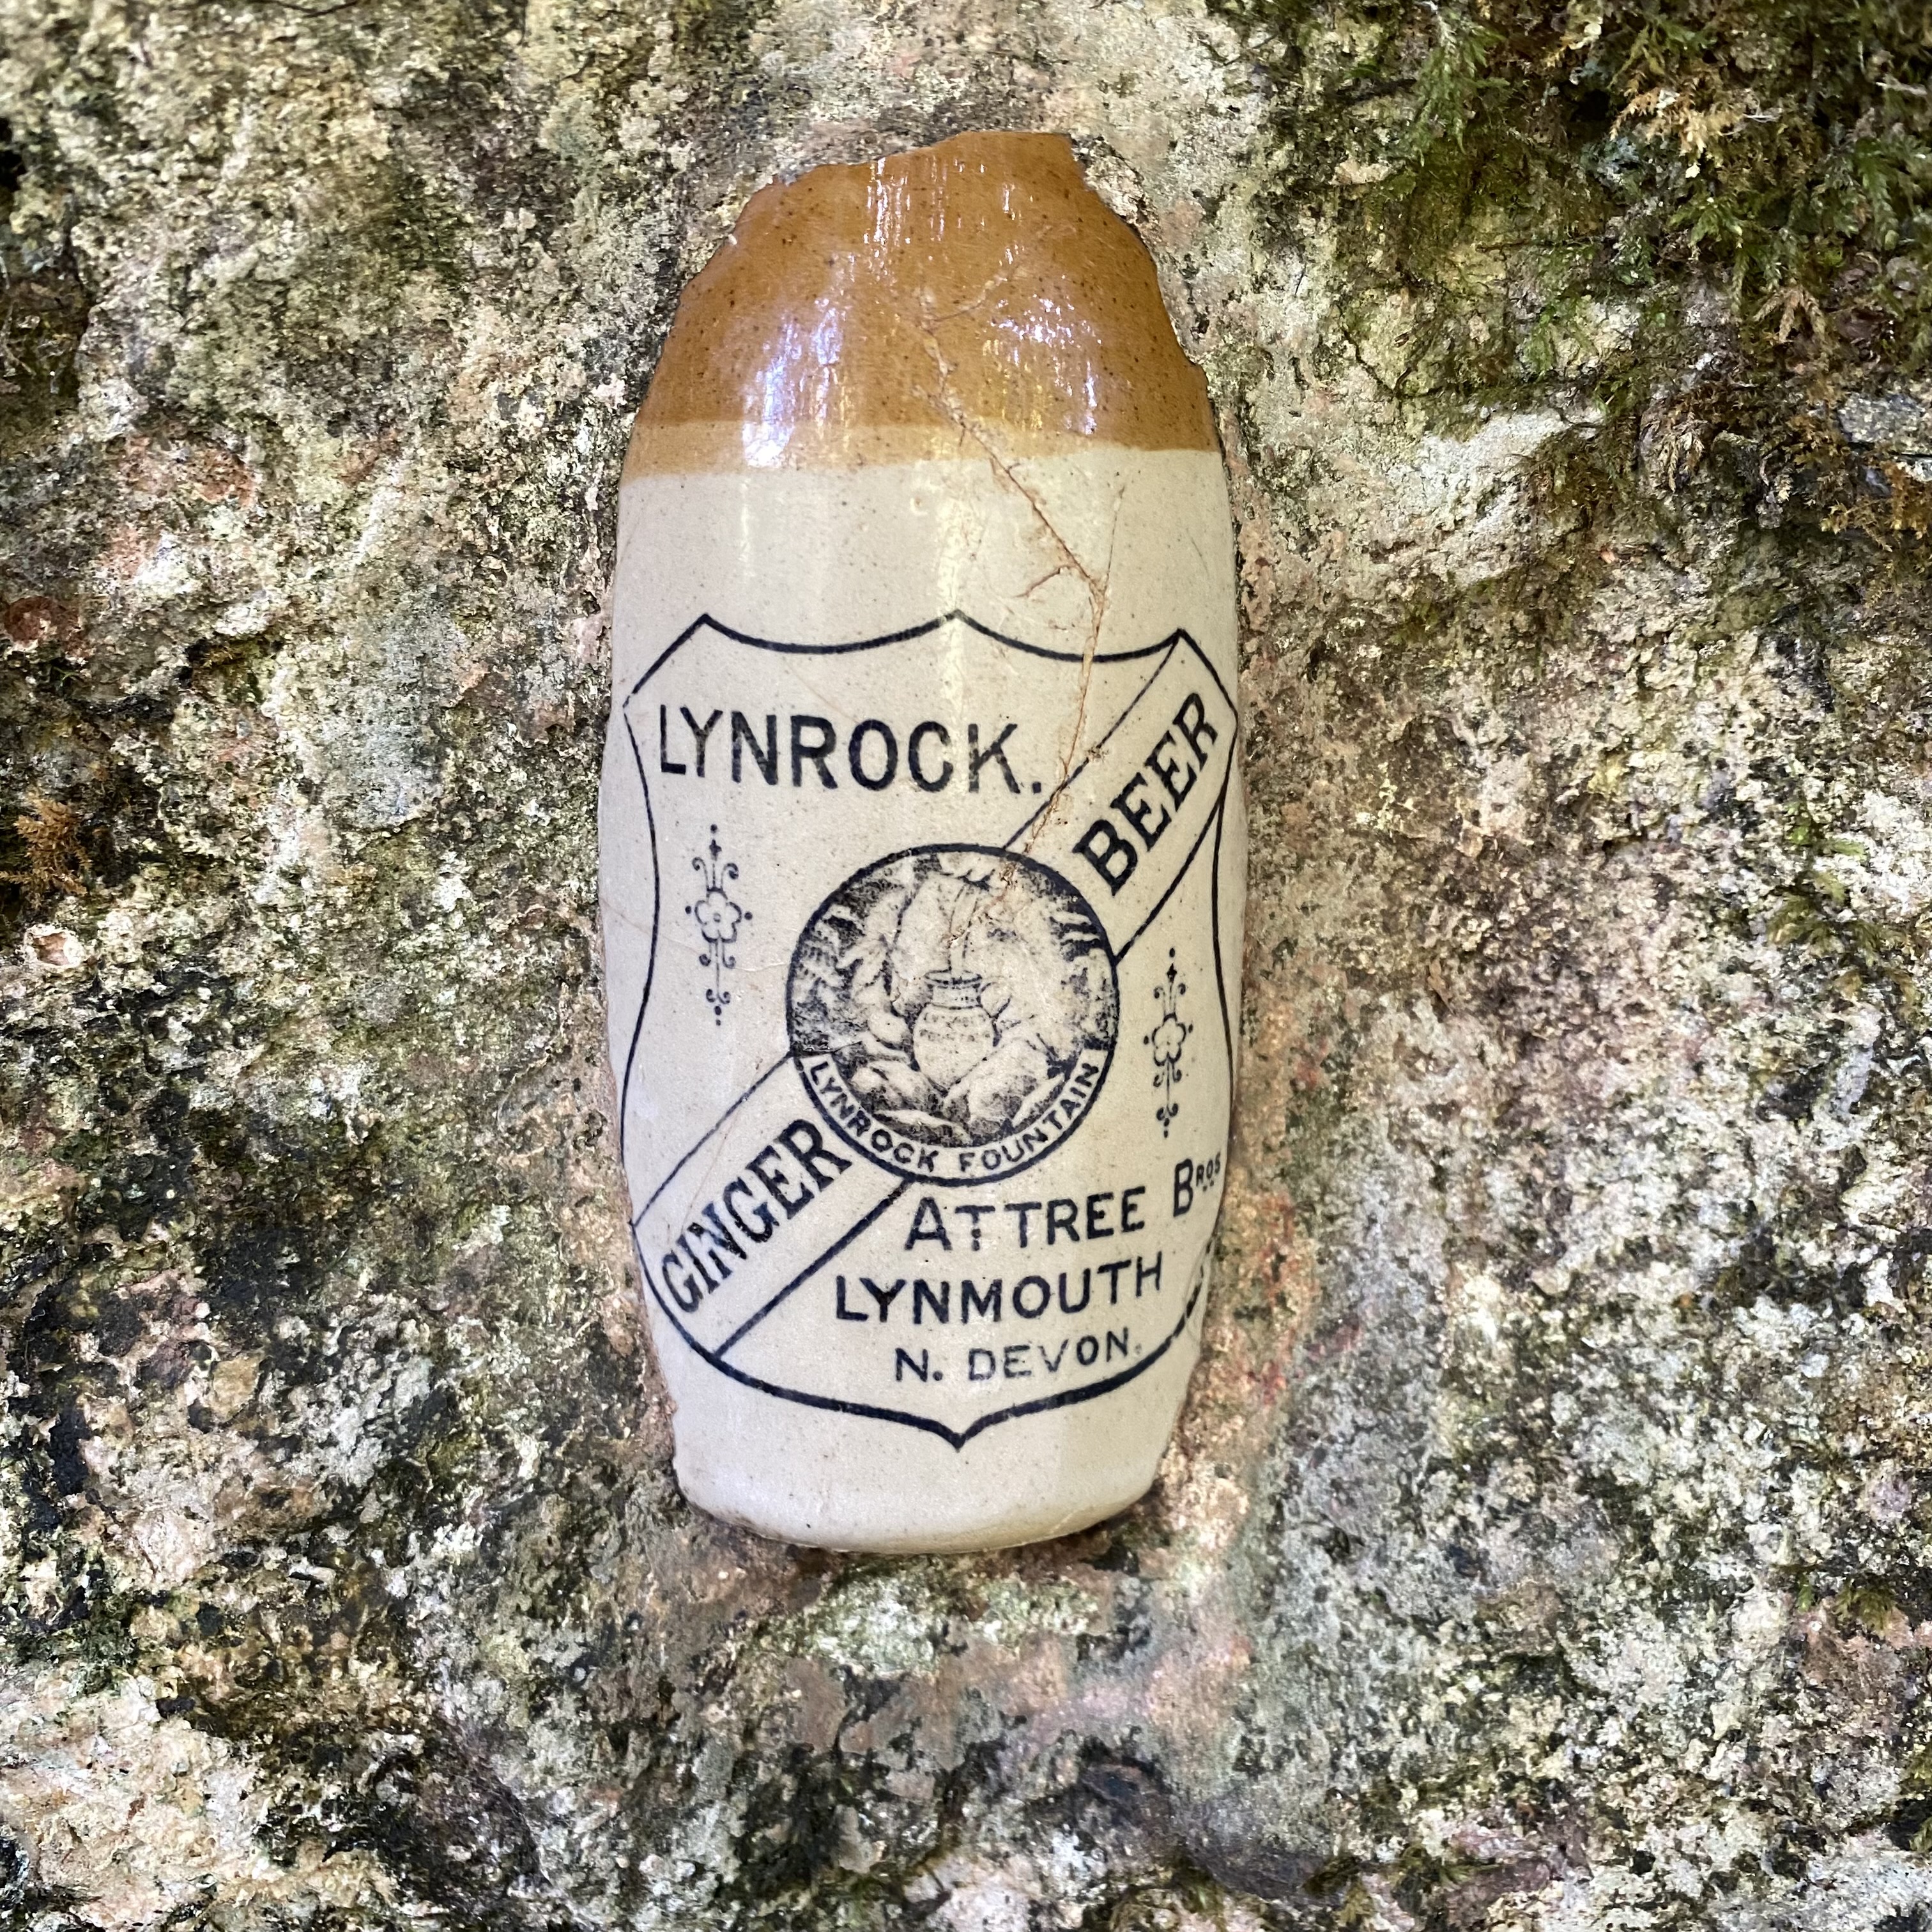 LYNROCK.
GINGER BEER
LYNROCK FOUNTAIN
ATTREE BROS
LYNMOUTH
N. DEVON.